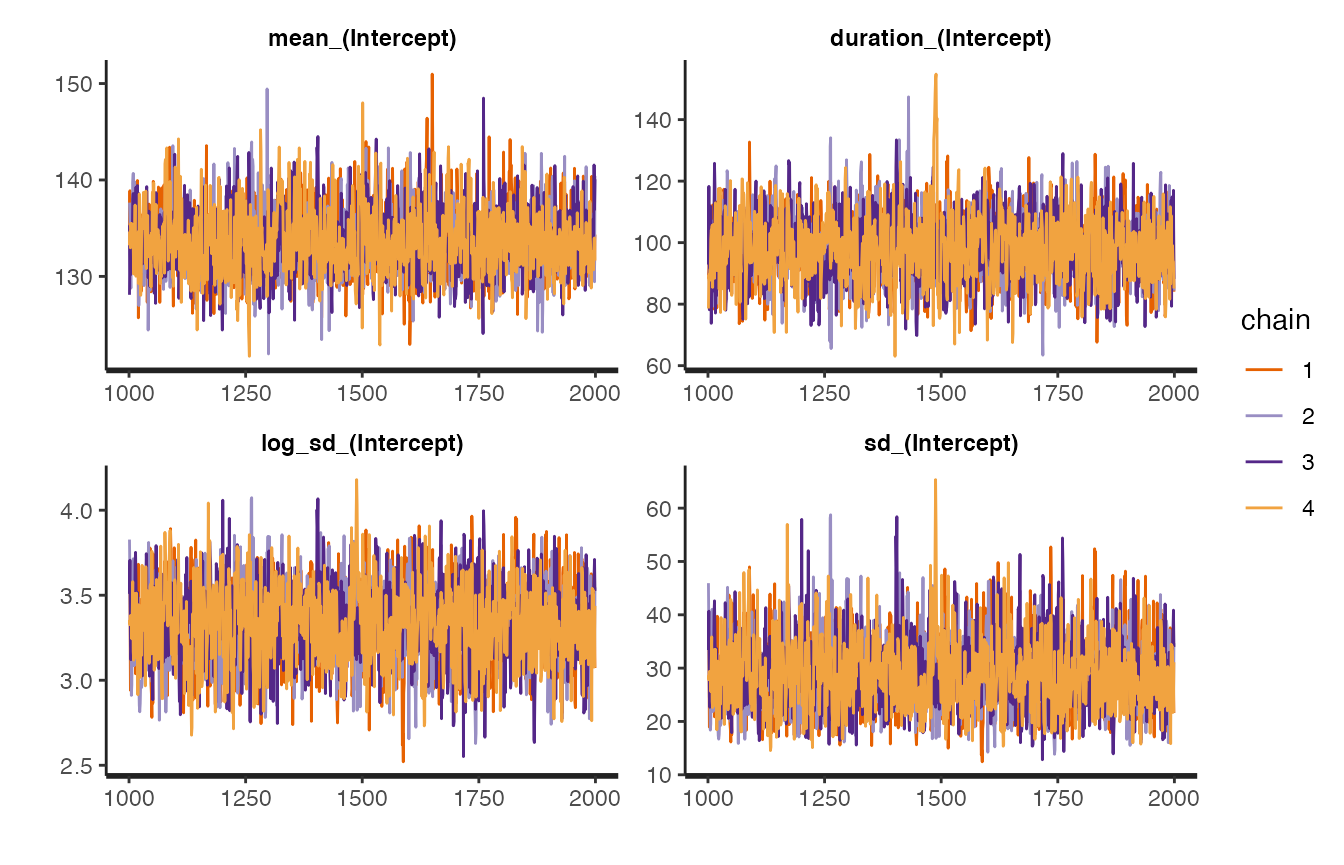 mean_(Intercept)
duration_(Intercept)
150
140
130
1000 1250 1500 1750 2000
140
120
100
80
60
1000 1250 1500 1750 2000
log_sd_(Intercept)
sd_(Intercept)
4.0
3.5
3.0
2.5
1000 1250 1500 1750 2000
60
50
40
30
20
10
1000 1250 1500 1750 2000
chain
1
2
3
4